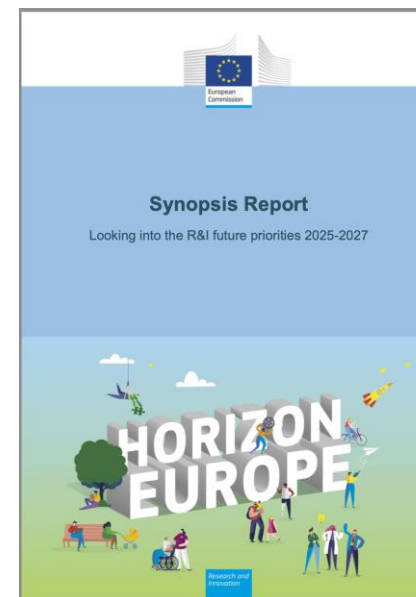 European
Commission
Synopsis Report
Looking into the R&I future priorities 2025-2027
HORIZON
EUROPE
Research and
Innovation